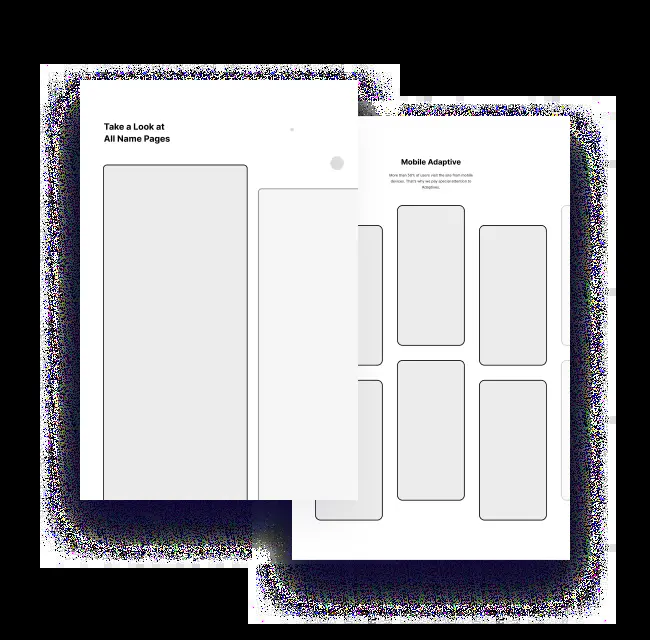 Take a Look at
All Name Pages
Mobile Adaptive
More than 50% of users visit the site from mobile
devices. That's why we pay special attention to
Adaptives.